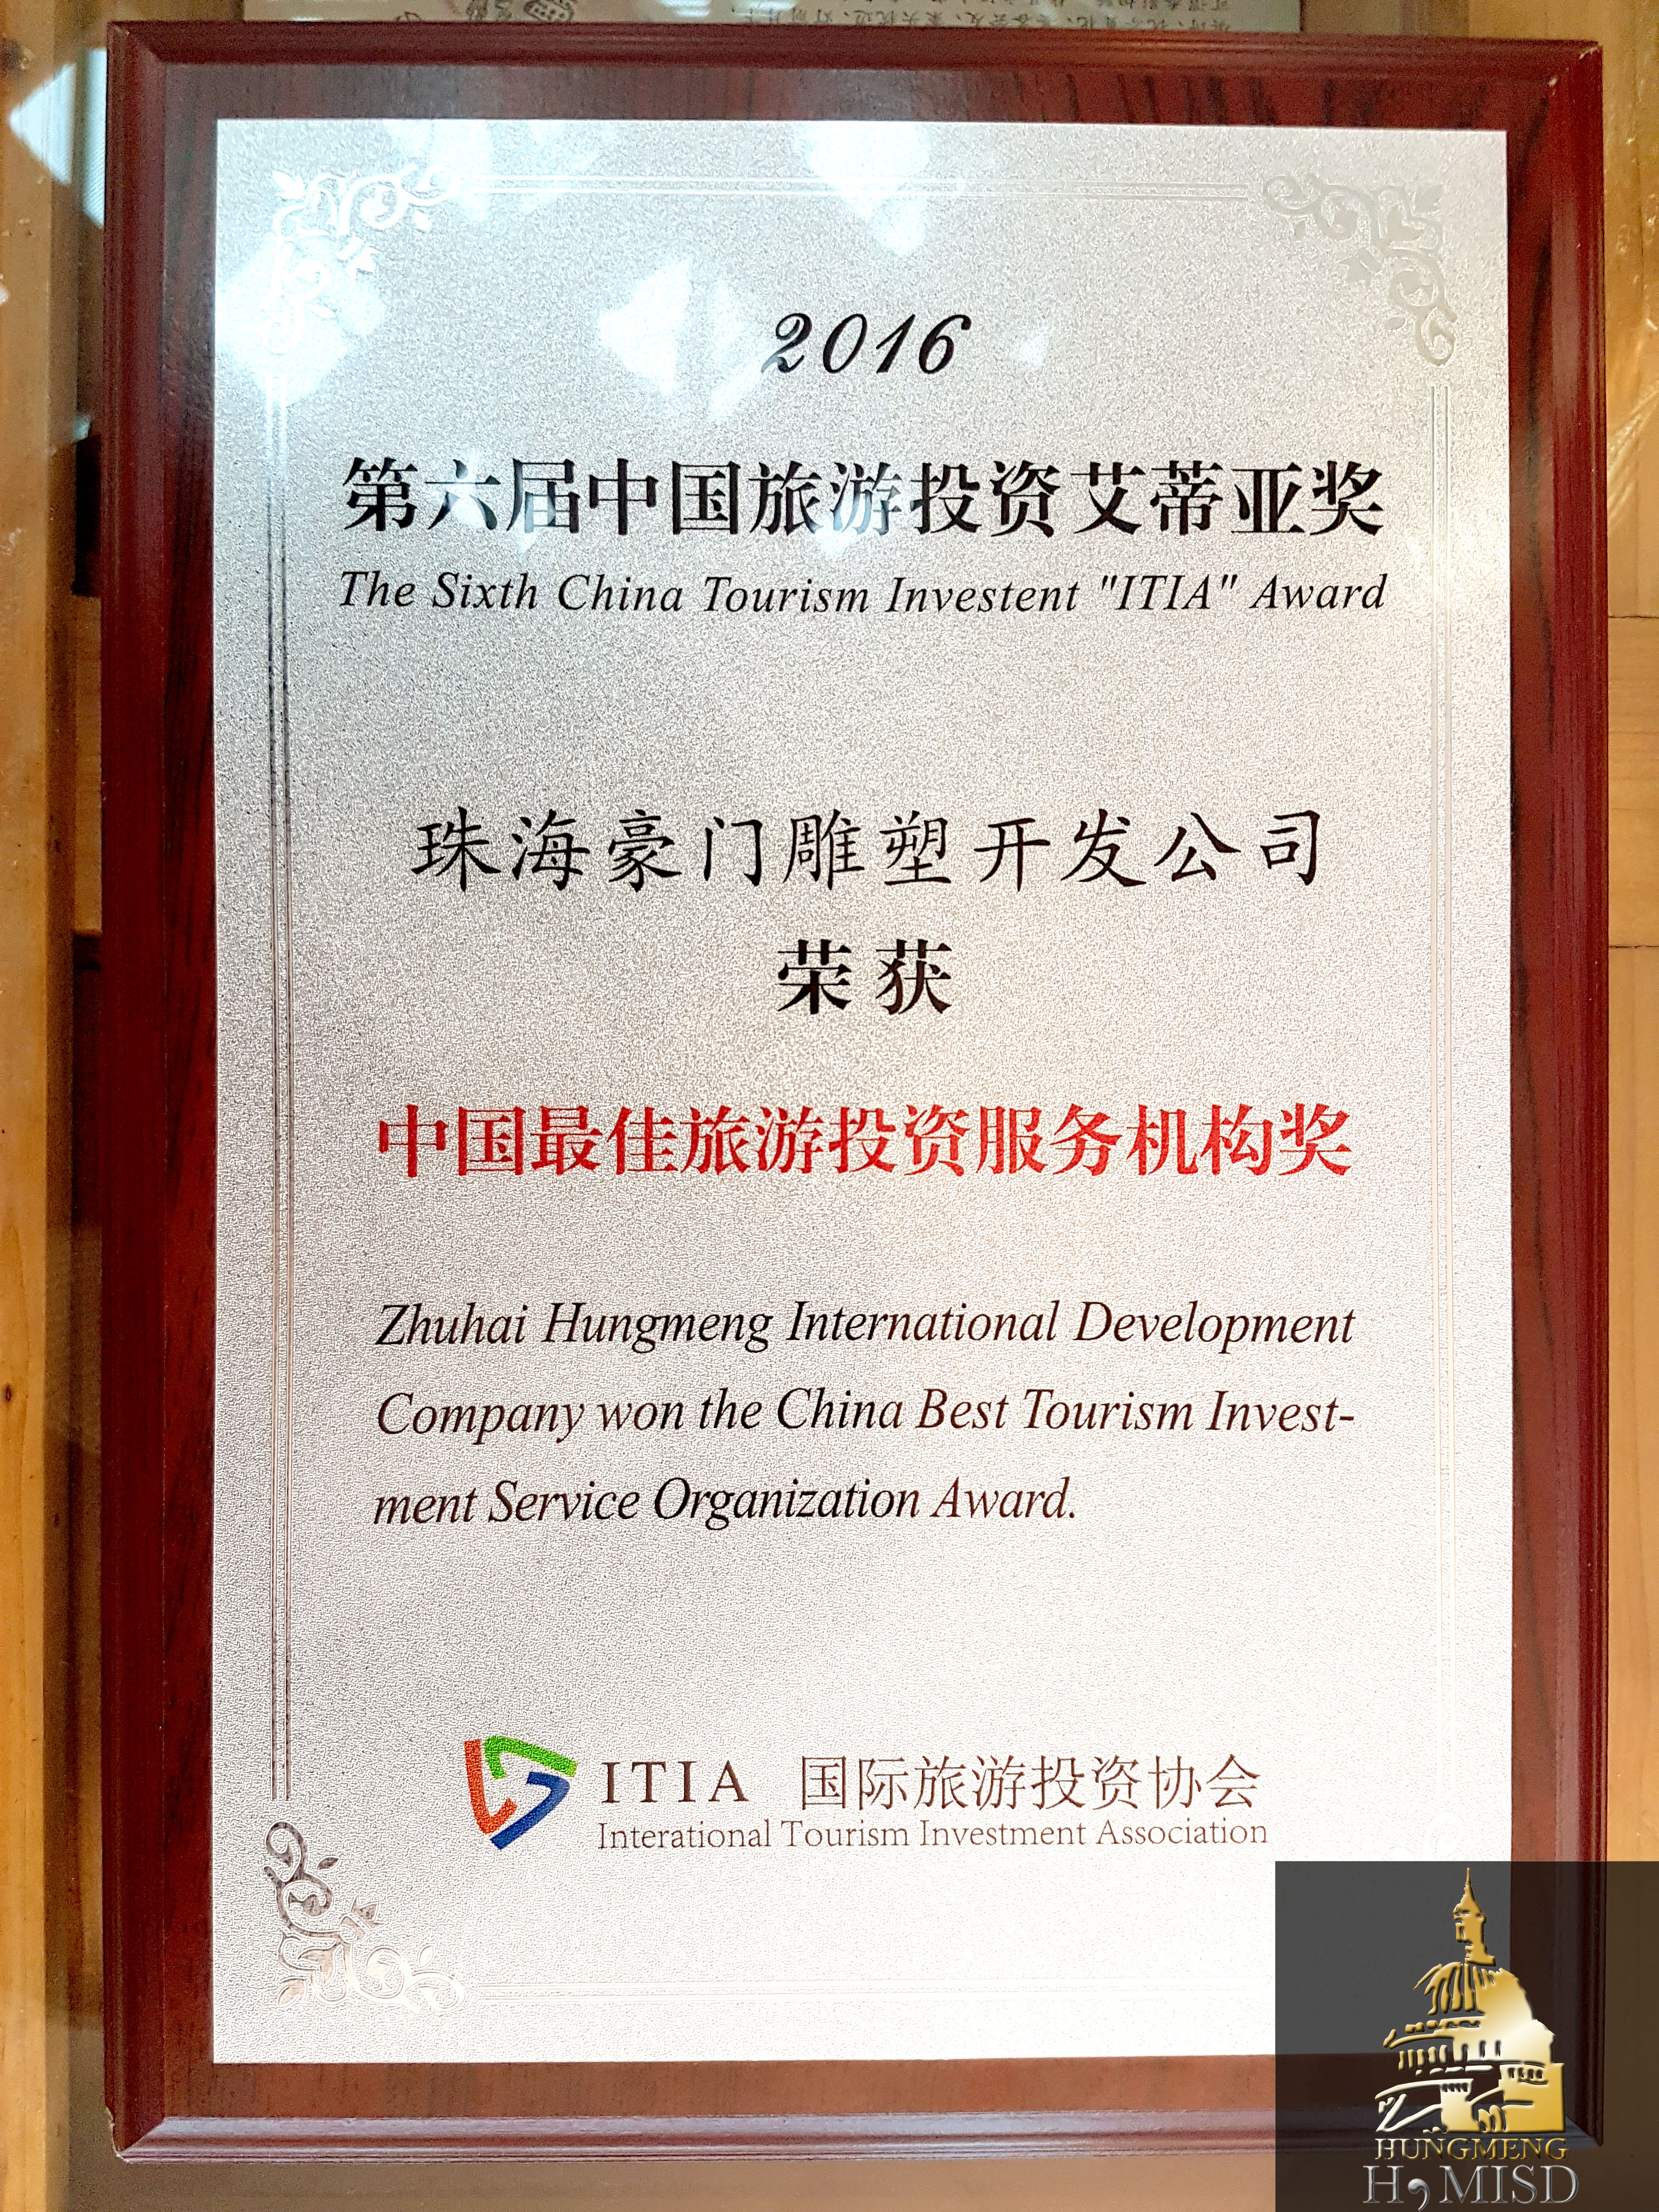 2016
第六届中国旅游投资艾蒂亚奖
The Sixth China Tourism Investent "ITIA" Award
珠海豪门雕塑开发公司
荣获
中国最佳旅游投资服务机构奖
Zhuhai Hungmeng International Development
Company won the China Best Tourism Invest-
ment Service Organization Award.
ITIA 国际旅游投资协会
Interational Tourism Investment Association
HUNGMENG
H,MISD